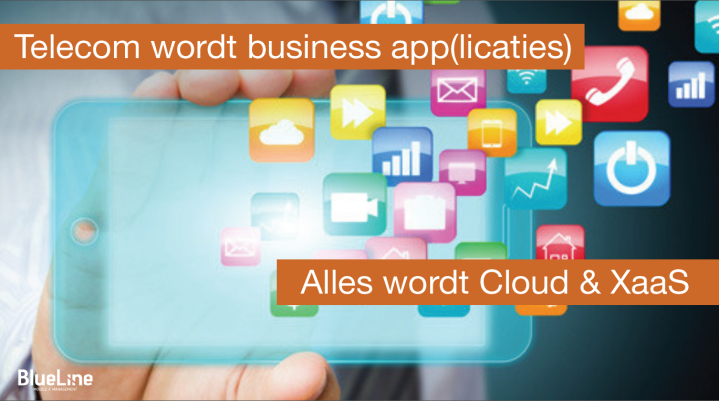 Telecom wordt business app(licaties)
Alles wordt Cloud & XaaS
BlueLine